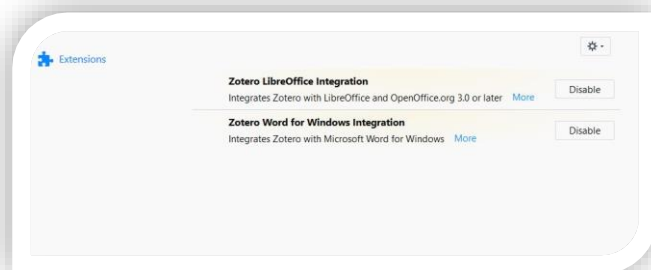 Extensions
Zotero LibreOffice Integration
Integrates Zotero with LibreOffice and OpenOffice.org 3.0 or later More
Disable
Zotero Word for Windows Integration
Integrates Zotero with Microsoft Word for Windows More
Disable